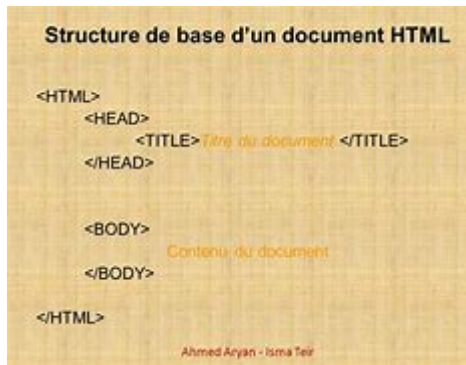 Structure de base d'un document HTML
<HTML>
<HEAD>
<TITLE>Titre du document </TITLE>
</HEAD>
<BODY>
Contenu du document
</BODY>
</HTML>
Ahmed Aryan - Isma Teir